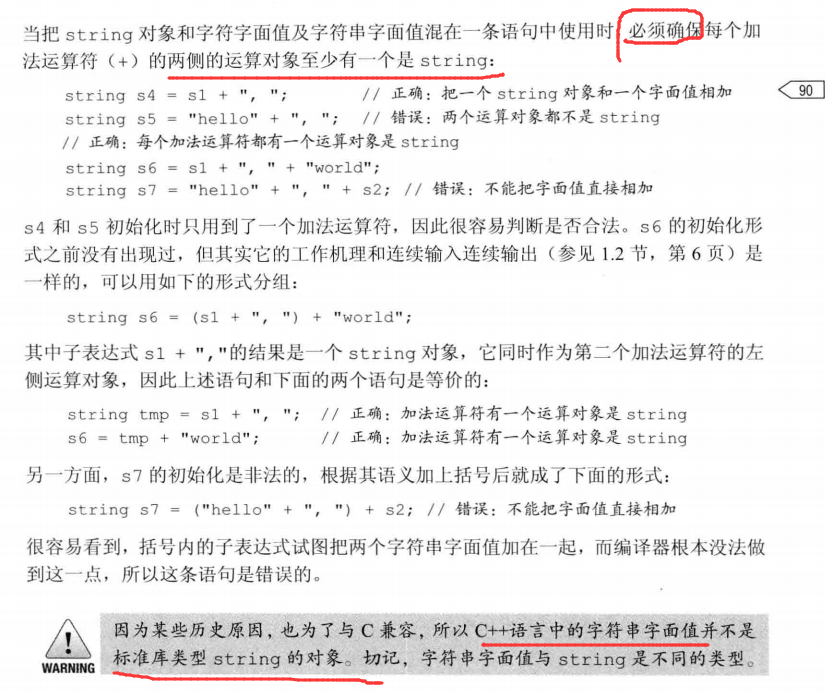 当把 string 对象和字符字面值及字符串字面值混在一条语句中使用时，必须确保每个加
法运算符（+）的两侧的运算对象至少有一个是 string：
string s4 = s1 + ", "; // 正确：把一个 string 对象和一个字面值相加
90
string s5 = "hello" + ", "; // 错误：两个运算对象都不是 string
// 正确：每个加法运算符都有一个运算对象是 string
string s6 = s1 + ", " + "world";
string s7 = "hello" + ", " + s2; // 错误：不能把字面值直接相加
s4 和 s5 初始化时只用到了一个加法运算符，因此很容易判断是否合法。s6 的初始化形
式之前没有出现过，但其实它的工作机理和连续输入连续输出（参见 1.2 节，第 6 页）是
一样的，可以用如下的形式分组：
string s6 = (s1 + ", ") + "world";
其中子表达式 s1 + ","的结果是一个 string 对象，它同时作为第二个加法运算符的左
侧运算对象，因此上述语句和下面的两个语句是等价的：
string tmp = s1 + ", "; // 正确：加法运算符有一个运算对象是 string
s6 = tmp + "world"; // 正确：加法运算符有一个运算对象是 string
另一方面，s7 的初始化是非法的，根据其语义加上括号后就成了下面的形式：
string s7 = ("hello" + ", ") + s2; // 错误：不能把字面值直接相加
很容易看到，括号内的子表达式试图把两个字符串字面值加在一起，而编译器根本没法做
到这一点，所以这条语句是错误的。
因为某些历史原因，也为了与 C 兼容，所以 C++语言中的字符串字面值并不是
标准库类型 string 的对象。切记，字符串字面值与 string 是不同的类型。
WARNING